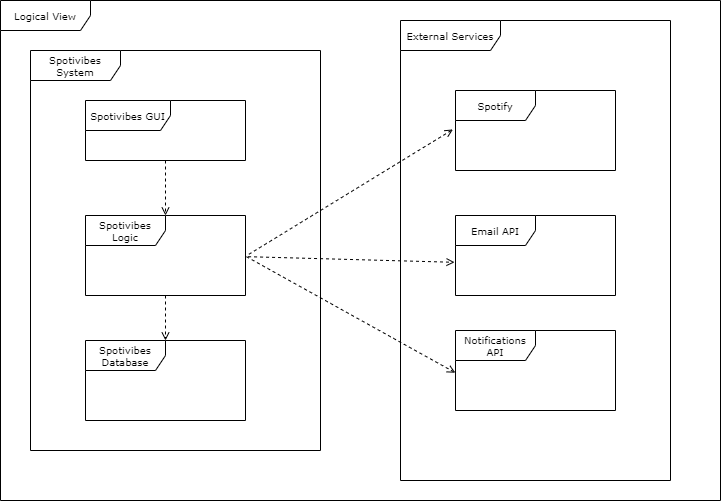 Logical View
Spotivibes
System
Spotivibes GUI
Spotivibes
Logic
Spotivibes
Database
External Services
Spotify
Email API
Notifications
API